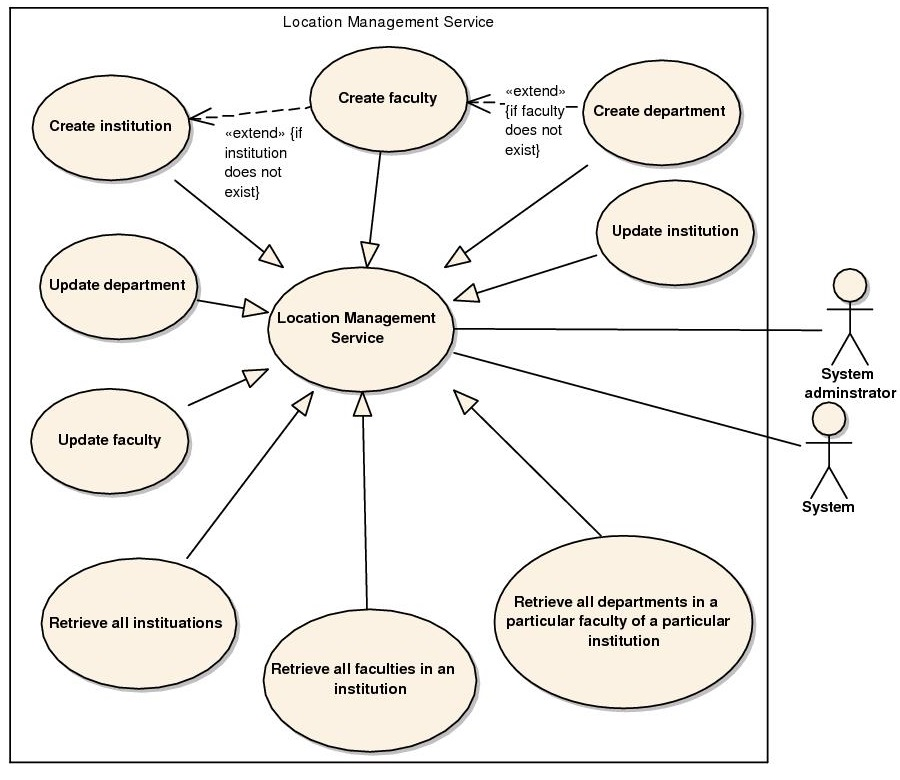 Location Management Service
Create institution
«extend» {if
institution
does not
exist}
Create faculty
«extend»
{if faculty
does not
exist}
Create department
Update institution
Update department
Location Management
Service
System
adminstrator
Update faculty
System
Retrieve all instituations
Retrieve all faculties in an
institution
Retrieve all departments in a
particular faculty of a particular
institution